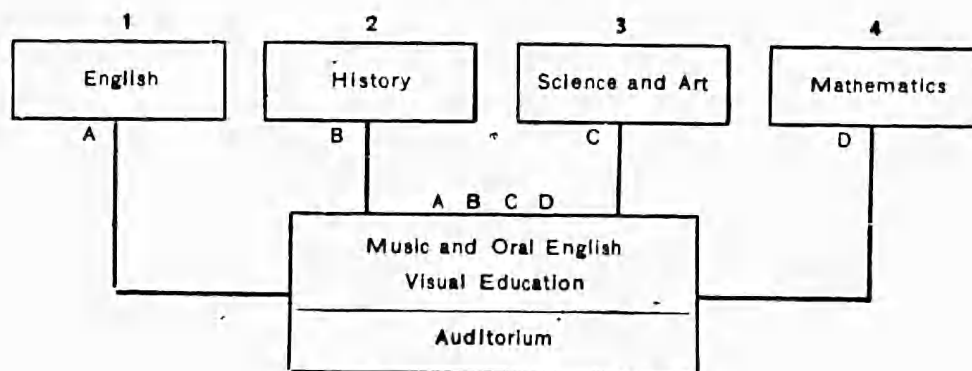 1 2 3 4
English History Science and Art Mathematics
A B C D
A B C D
Music and Oral English
Visual Education
Auditorium